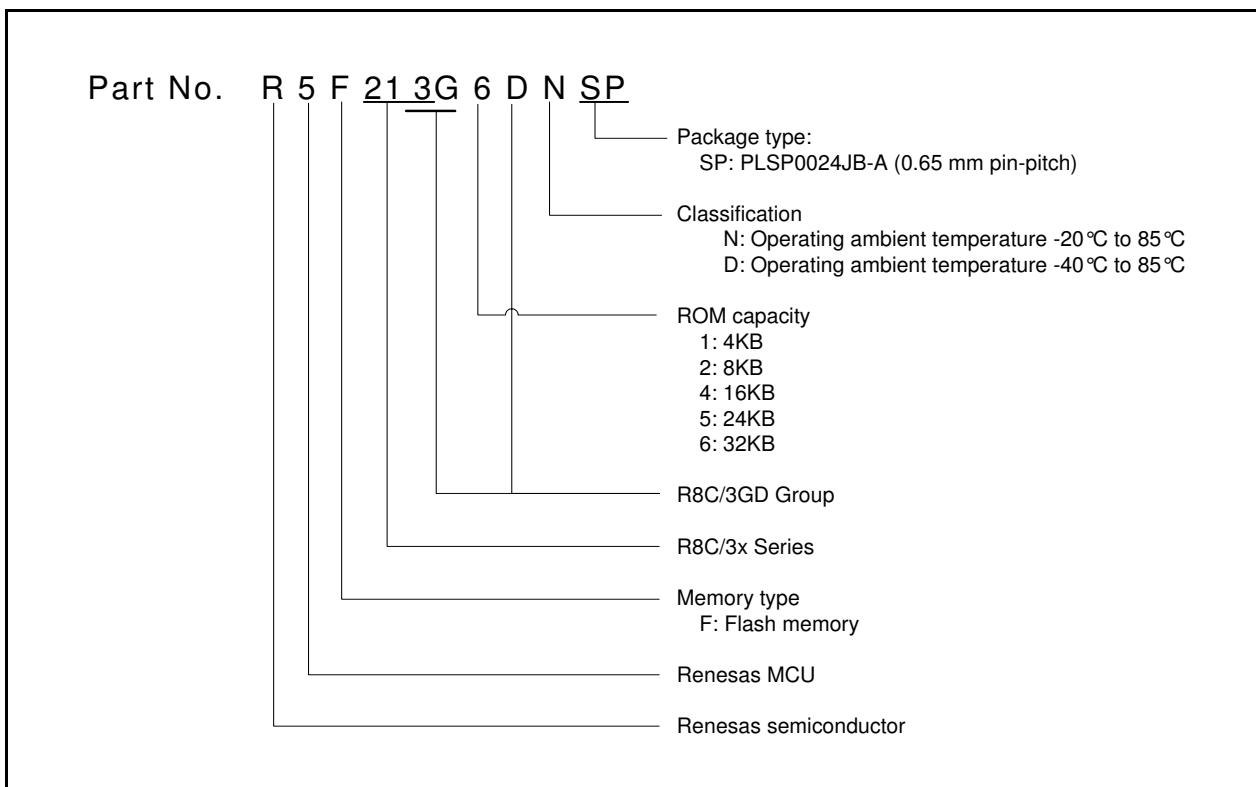 Part No. R 5 F 21 3G 6 D N SP
Package type:
SP: PLSP0024JB-A (0.65 mm pin-pitch)
Classification
N: Operating ambient temperature -20°C to 85°C
D: Operating ambient temperature -40°C to 85°C
ROM capacity
1: 4KB
2: 8KB
4: 16KB
5: 24KB
6: 32KB
R8C/3GD Group
R8C/3x Series
Memory type
F: Flash memory
Renesas MCU
Renesas semiconductor